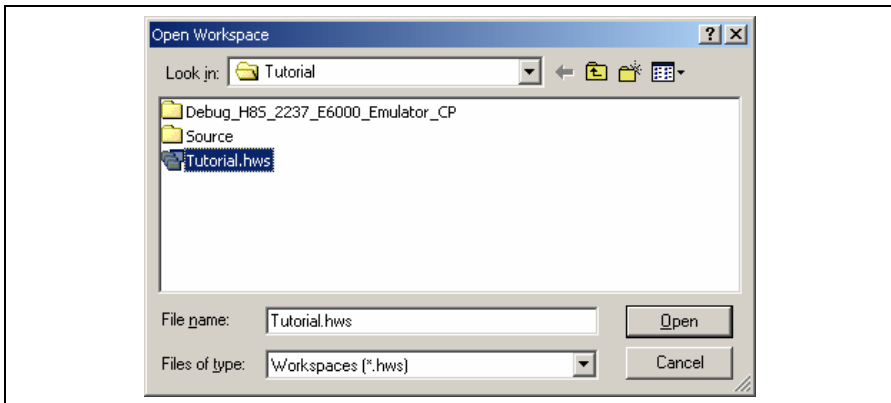 Open Workspace
Look in: Tutorial
Debug_H8S_2237_E6000_Emulator_CP
Source
Tutorial.hws
File name: Tutorial.hws Open
Files of type: Workspaces (*.hws) Cancel